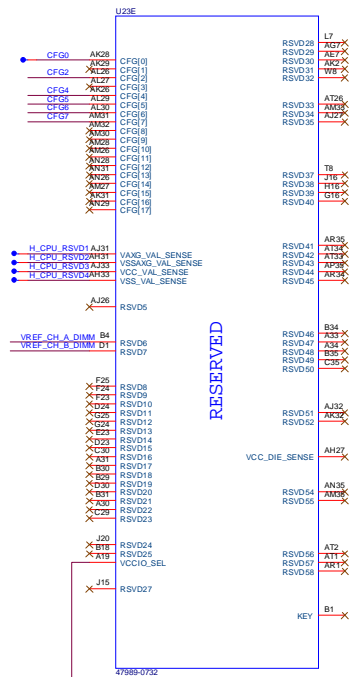 U23E
CFG0 AK28 CFG[0]
AK29 CFG[1]
CFG2 AL26 CFG[2]
AL27 CFG[3]
CFG4 AK26 CFG[4]
CFG5 AL29 CFG[5]
CFG6 AL30 CFG[6]
CFG7 AM31 CFG[7]
AM32 CFG[8]
AM30 CFG[9]
AM28 CFG[10]
AM26 CFG[11]
AN28 CFG[12]
AN31 CFG[13]
AN26 CFG[14]
AM27 CFG[15]
AK31 CFG[16]
AN29 CFG[17]
H_CPU_RSVD1 AJ31 VAXG_VAL_SENSE
H_CPU_RSVD2 AH31 VSSAXG_VAL_SENSE
H_CPU_RSVD3 AJ33 VCC_VAL_SENSE
H_CPU_RSVD4 AH33 VSS_VAL_SENSE
AJ26 RSVD5
VREF_CH_A_DIMM B4 RSVD6
VREF_CH_B_DIMM D1 RSVD7
F25 RSVD8
F24 RSVD9
F23 RSVD10
D24 RSVD11
G25 RSVD12
G24 RSVD13
E23 RSVD14
D23 RSVD15
C30 RSVD16
A31 RSVD17
B30 RSVD18
B29 RSVD19
D30 RSVD20
B31 RSVD21
A30 RSVD22
C29 RSVD23
J20 RSVD24
B18 RSVD25
A19 VCCIO_SEL
J15 RSVD27
RESERVED
RSVD28 L7
RSVD29 AG7
RSVD30 AE7
RSVD31 AK2
RSVD32 W8
RSVD33 AT26
RSVD34 AM33
RSVD35 AJ27
RSVD37 T8
RSVD38 J16
RSVD39 H16
RSVD40 G16
RSVD41 AR35
RSVD42 AT34
RSVD43 AT33
RSVD44 AP35
RSVD45 AR34
RSVD46 B34
RSVD47 A33
RSVD48 A34
RSVD49 B35
RSVD50 C35
RSVD51 AJ32
RSVD52 AK32
VCC_DIE_SENSE AH27
RSVD54 AN35
RSVD55 AM35
RSVD56 AT2
RSVD57 AT1
RSVD58 AR1
KEY B1
47989-0732